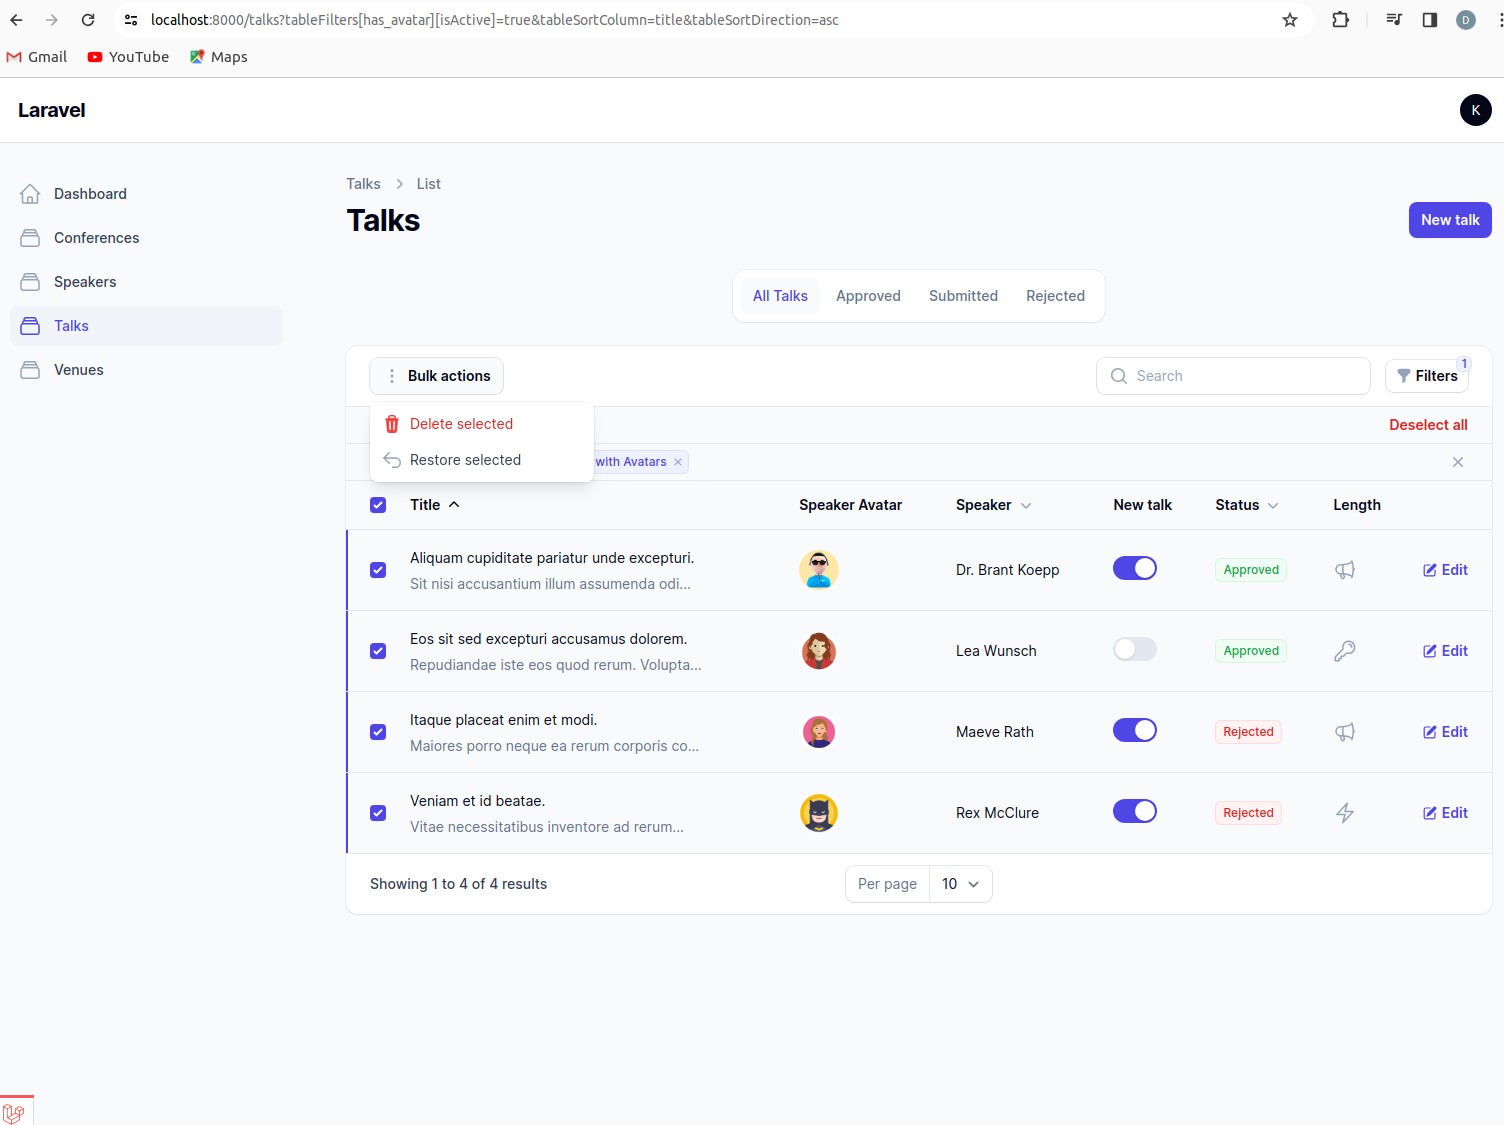 localhost:8000/talks?tableFilters[has_avatar][isActive]=true&tableSortColumn=title&tableSortDirection=asc
D
Gmail YouTube Maps
Laravel
K
Dashboard
Conferences
Speakers
Talks
Venues
Talks List
Talks
New talk
All Talks Approved Submitted Rejected
Bulk actions
Search
Filters
1
Delete selected
Restore selected
Deselect all
with Avatars
Title Speaker Avatar Speaker New talk Status Length
Aliquam cupiditate pariatur unde excepturi.
Sit nisi accusantium illum assumenda odi...
Dr. Brant Koepp
Approved
Edit
Eos sit sed excepturi accusamus dolorem.
Repudiandae iste eos quod rerum. Volupta...
Lea Wunsch
Approved
Edit
Itaque placeat enim et modi.
Maiores porro neque ea rerum corporis co...
Maeve Rath
Rejected
Edit
Veniam et id beatae.
Vitae necessitatibus inventore ad rerum...
Rex McClure
Rejected
Edit
Showing 1 to 4 of 4 results
Per page 10